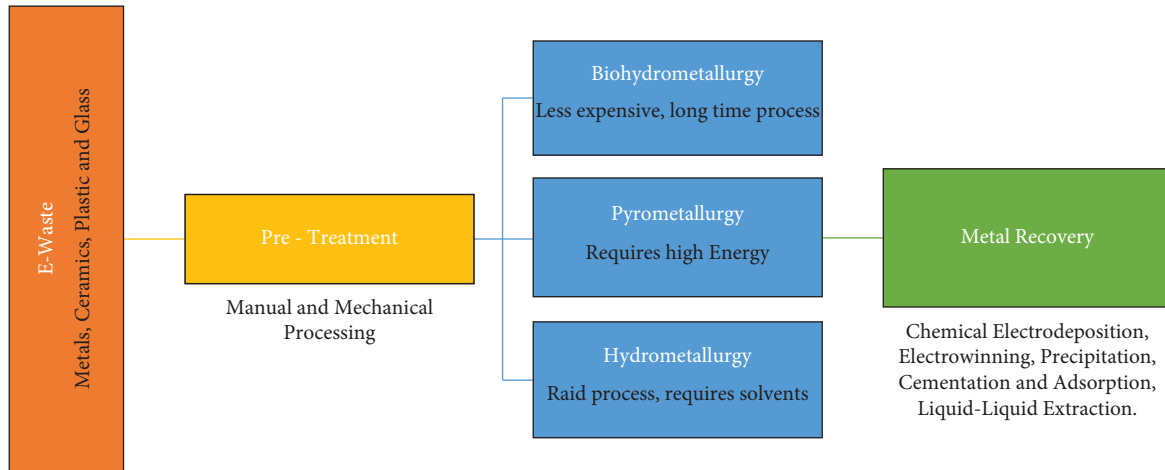 E-Waste
Metals, Ceramics, Plastic and Glass
Pre - Treatment
Manual and Mechanical
Processing
Biohydrometallurgy
Less expensive, long time process
Pyrometallurgy
Requires high Energy
Hydrometallurgy
Raid process, requires solvents
Metal Recovery
Chemical Electrodeposition,
Electrowinning, Precipitation,
Cementation and Adsorption,
Liquid-Liquid Extraction.